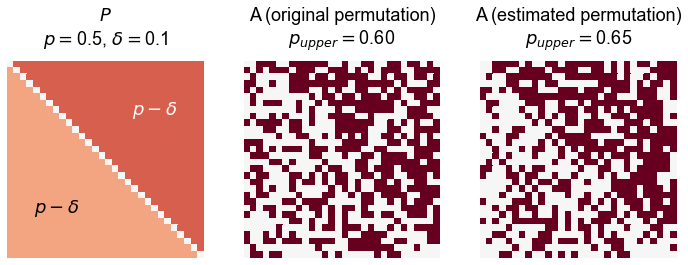 P
p = 0.5, δ = 0.1
p − δ
p − δ
A (original permutation)
p_upper = 0.60
A (estimated permutation)
p_upper = 0.65